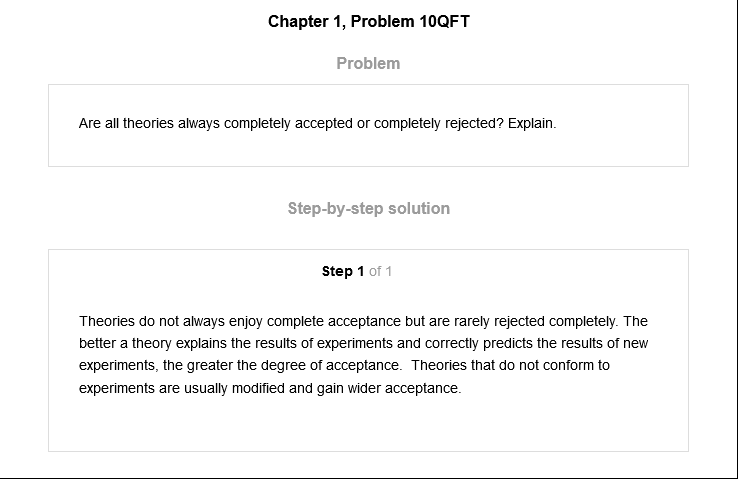 Chapter 1, Problem 10QFT
Problem
Are all theories always completely accepted or completely rejected? Explain.
Step-by-step solution
Step 1 of 1
Theories do not always enjoy complete acceptance but are rarely rejected completely. The
better a theory explains the results of experiments and correctly predicts the results of new
experiments, the greater the degree of acceptance.  Theories that do not conform to
experiments are usually modified and gain wider acceptance.